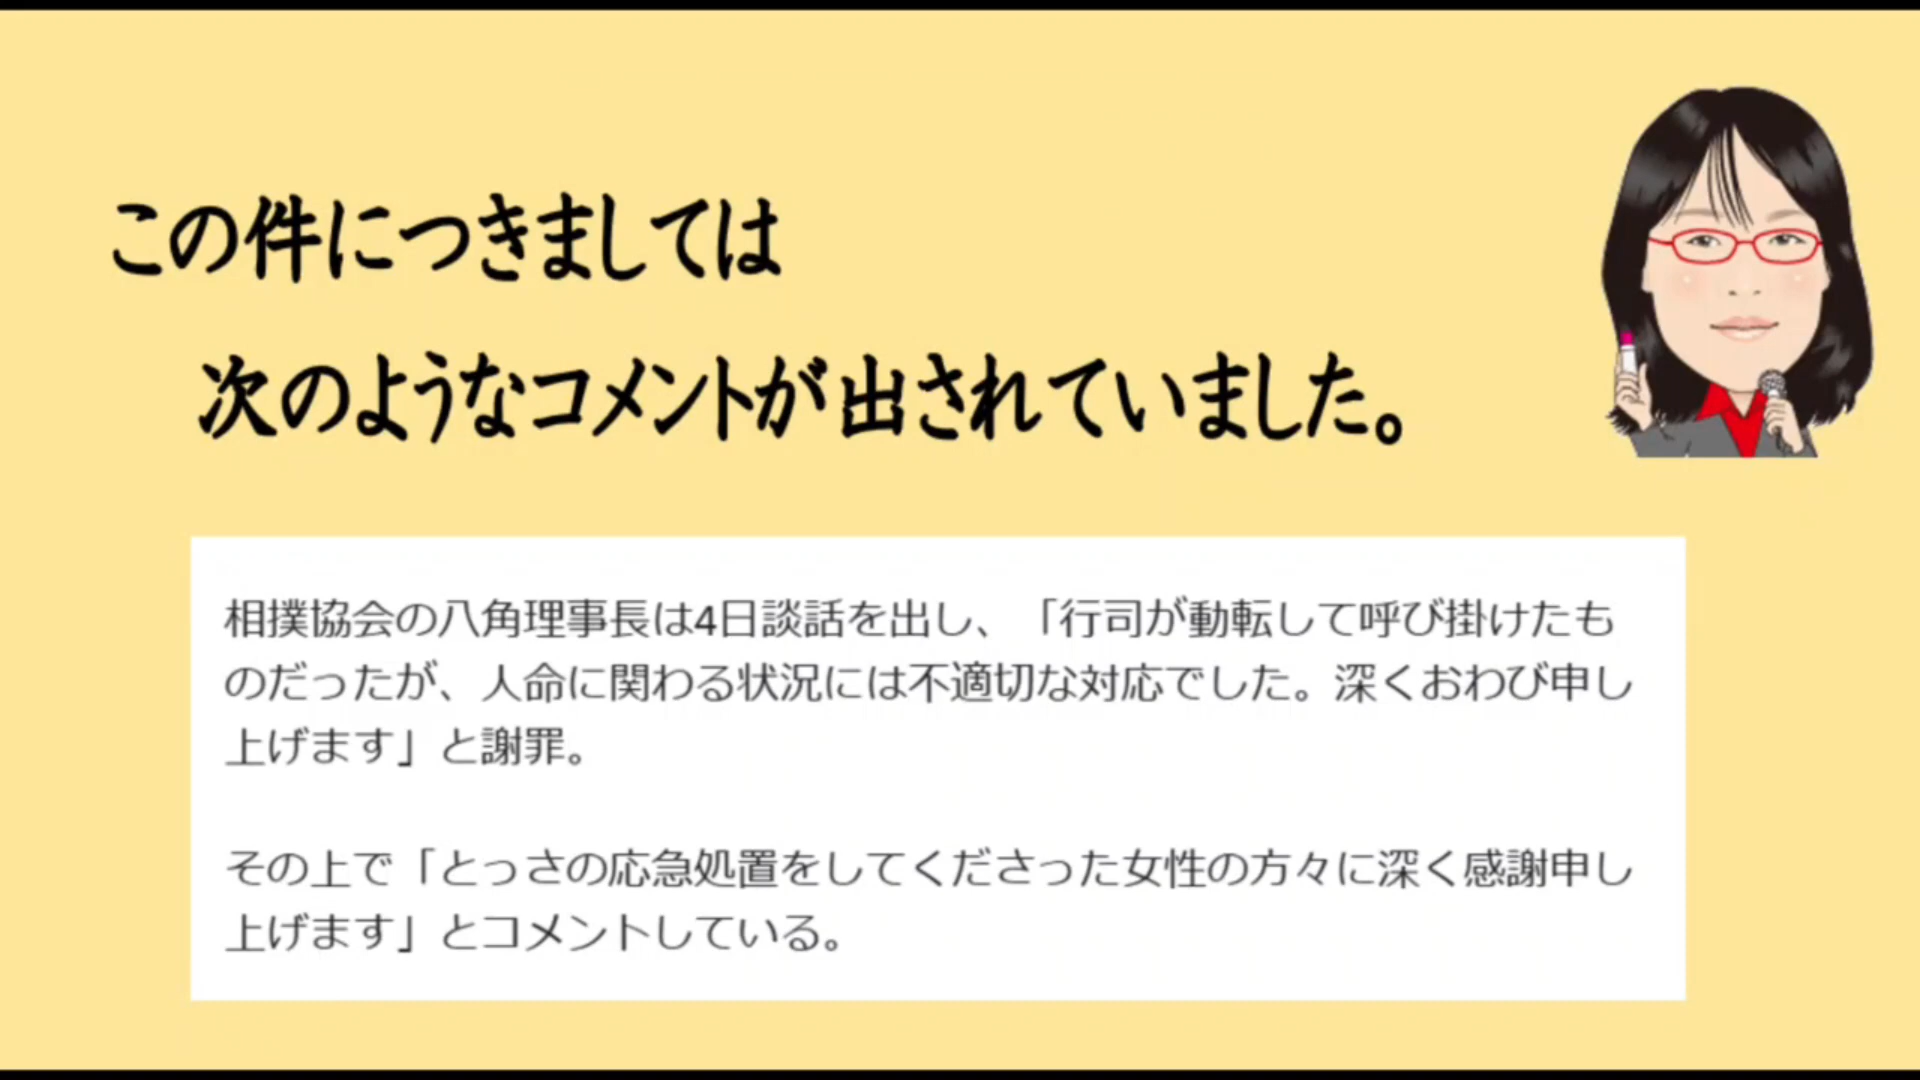 この件につきましては
次のようなコメントが出されていました。
相撲協会の八角理事長は4日談話を出し、「行司が動転して呼び掛けたも
のだったが、人命に関わる状況には不適切な対応でした。深くおわび申し
上げます」と謝罪。
その上で「とっさの応急処置をしてくださった女性の方々に深く感謝申し
上げます」とコメントしている。